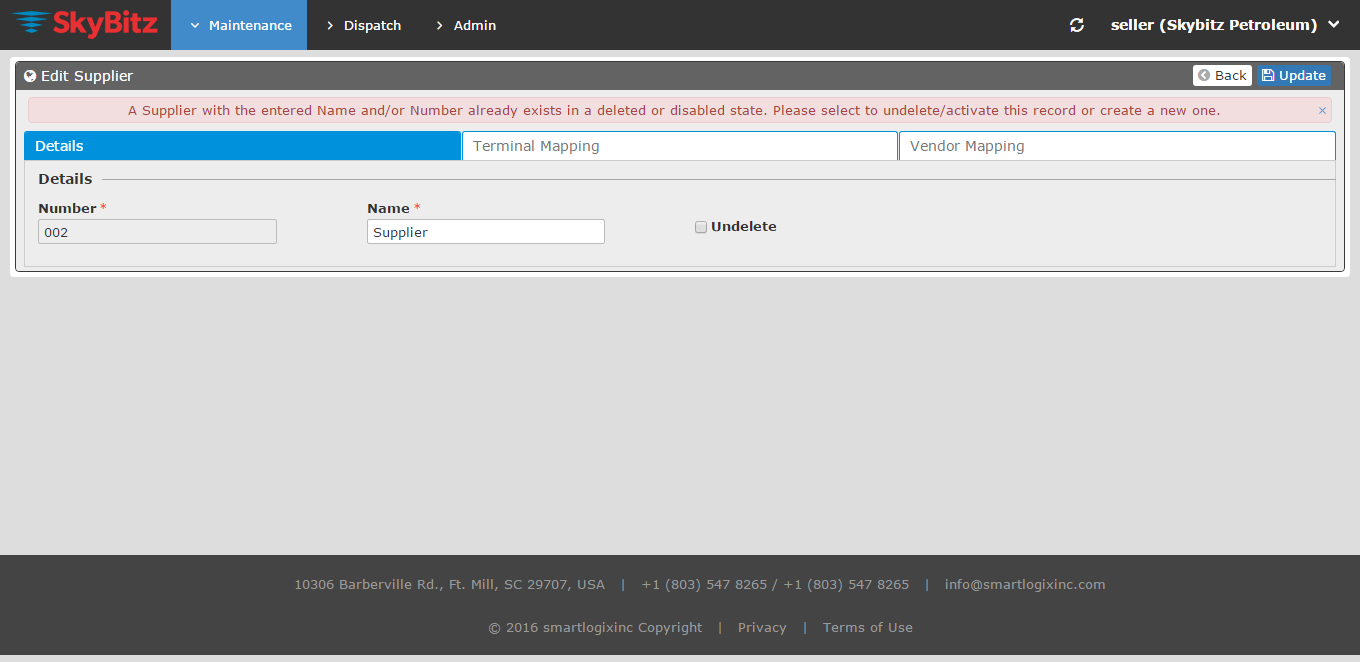 SkyBitz Maintenance Dispatch Admin seller (Skybitz Petroleum)
Edit Supplier Back Update
A Supplier with the entered Name and/or Number already exists in a deleted or disabled state. Please select to undelete/activate this record or create a new one. ×
Details Terminal Mapping Vendor Mapping
Details
Number * Name *
002 Supplier Undelete
10306 Barberville Rd., Ft. Mill, SC 29707, USA | +1 (803) 547 8265 / +1 (803) 547 8265 | info@smartlogixinc.com
© 2016 smartlogixinc Copyright | Privacy | Terms of Use